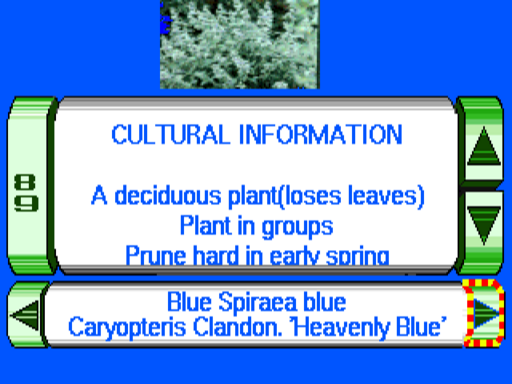 CULTURAL INFORMATION
89
A deciduous plant(loses leaves)
Plant in groups
Prune hard in early spring
Blue Spiraea blue
Caryopteris Clandon. 'Heavenly Blue'